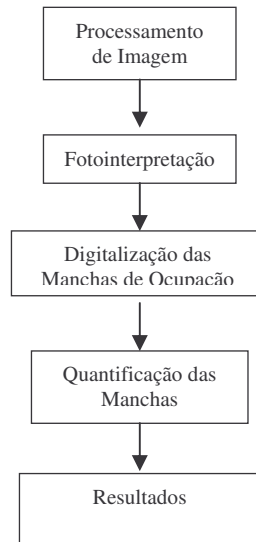 Processamento
de Imagem
Fotointerpretação
Digitalização das
Manchas de Ocupação
Quantificação das
Manchas
Resultados